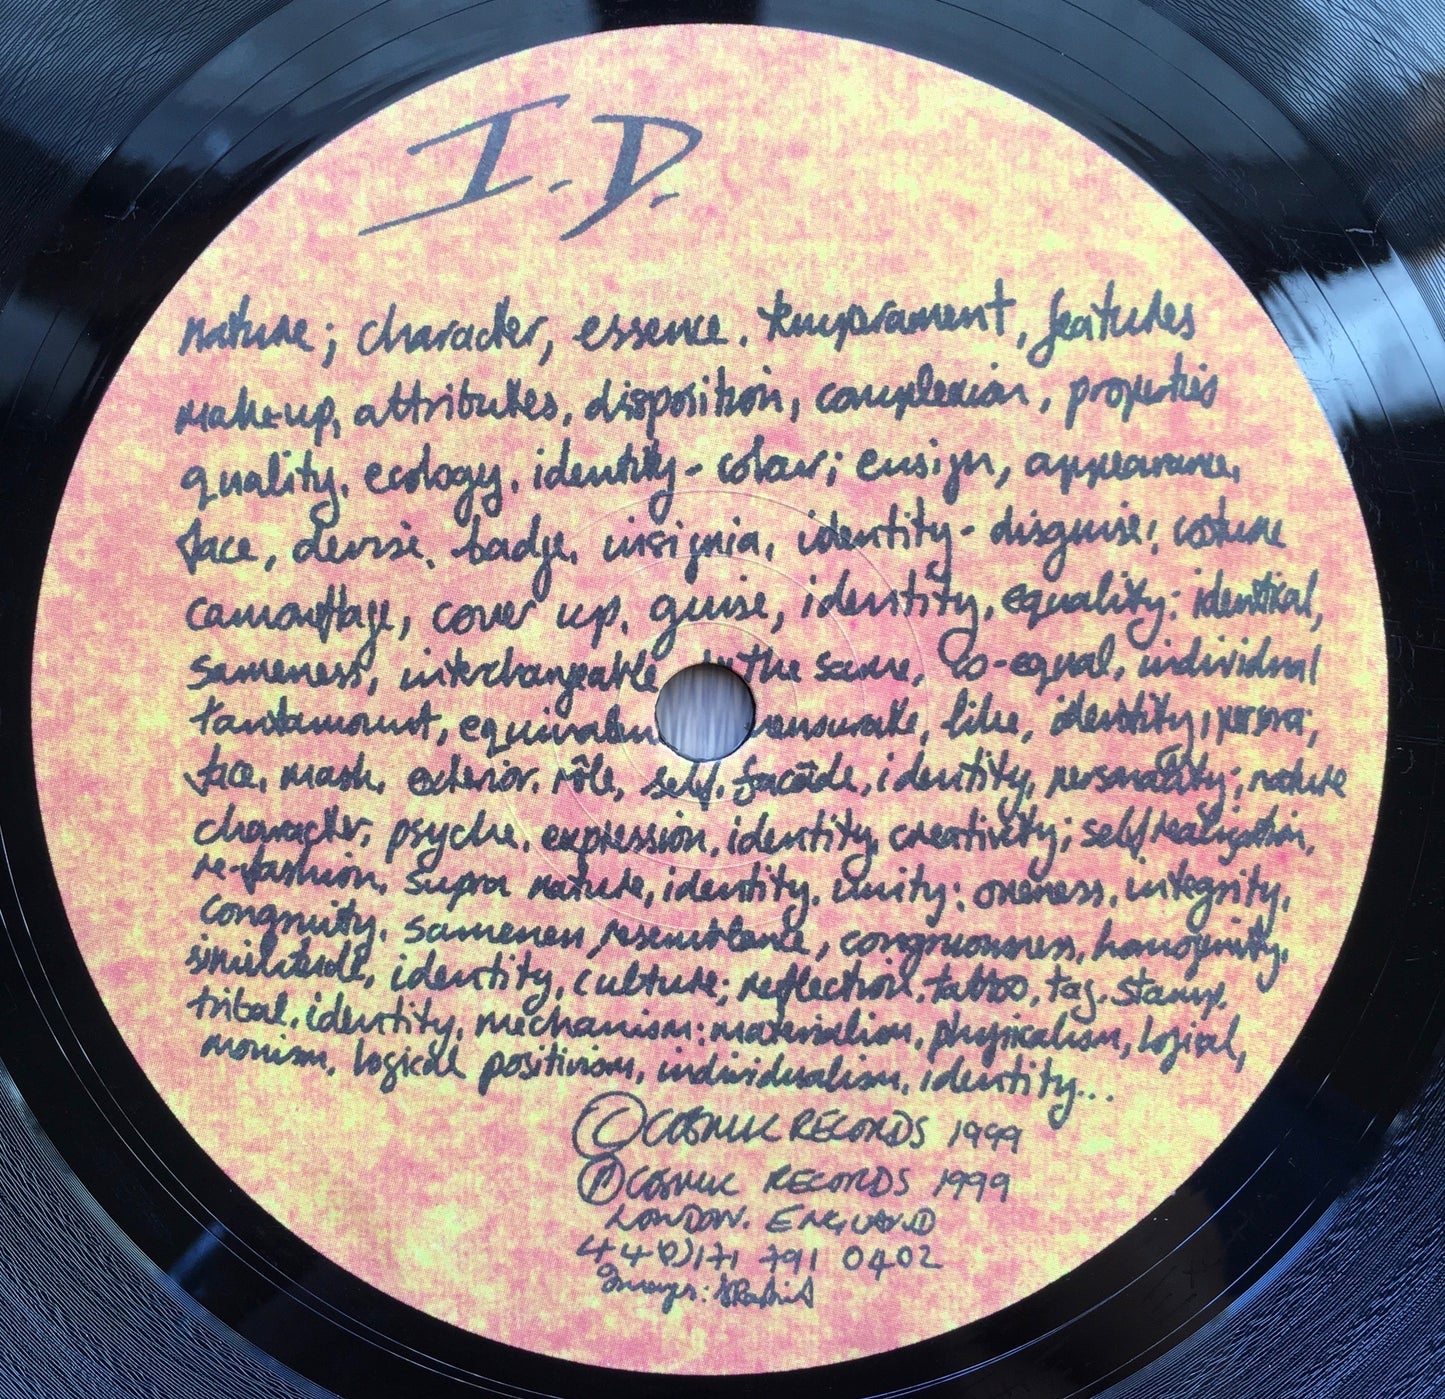 I.D.
nature; character, essence. temperament, features
make-up, attributes, disposition, complexion, properties
quality, ecology, identity - colour; ensign, appearance,
face, devise, badge, insignia, identity - disguise; costume
camouflage, cover up, guise, identity, equality: identical,
sameness, interchangeable the same, co-equal, individual
tantamount, like, identity, persona;
face, mask, exterior. rôle, self, facade, identity, personality; nature
character, psyche, expression, identity, creativity; self realization,
re-fashion, supra nature, identity, unity: oneness, integrity,
congruity, sameness, resemblance, congruousness, homogenity,
similitude, identity, culture; reflection, tattoo, tag, stamp,
tribal, identity, mechanism: materialism, physicalism, logical,
monism, logical positivism, individualism, identity...
© COSMIC RECORDS 1999
℗ COSMIC RECORDS 1999
LONDON. ENGLAND
44(0)171 791 0402